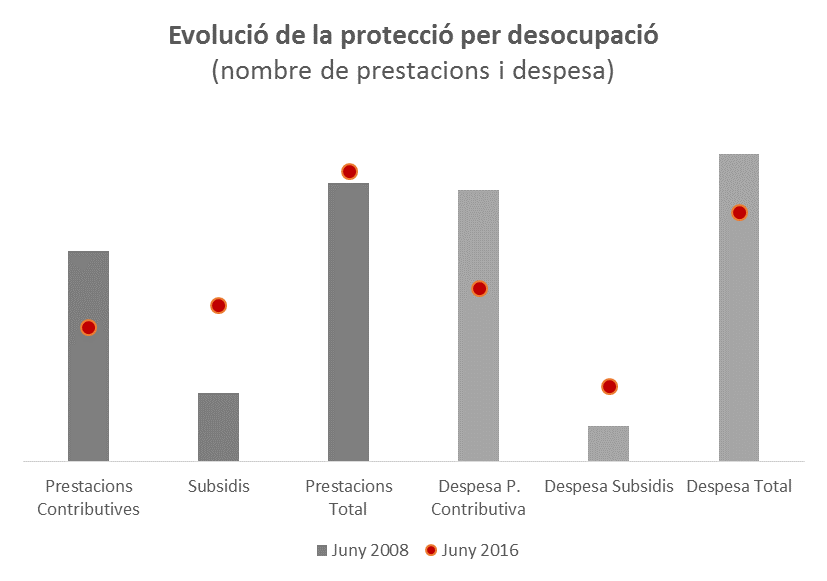 Evolució de la protecció per desocupació
(nombre de prestacions i despesa)
Prestacions
Contributives
Subsidis
Prestacions
Total
Despesa P.
Contributiva
Despesa Subsidis
Despesa Total
Juny 2008
Juny 2016